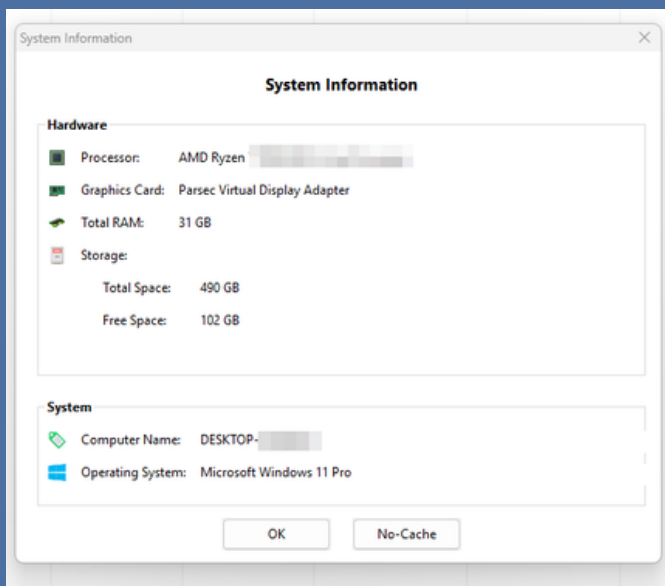 System Information
System Information
Hardware
Processor: AMD Ryzen
Graphics Card: Parsec Virtual Display Adapter
Total RAM: 31 GB
Storage:
Total Space: 490 GB
Free Space: 102 GB
System
Computer Name: DESKTOP-
Operating System: Microsoft Windows 11 Pro
OK No-Cache